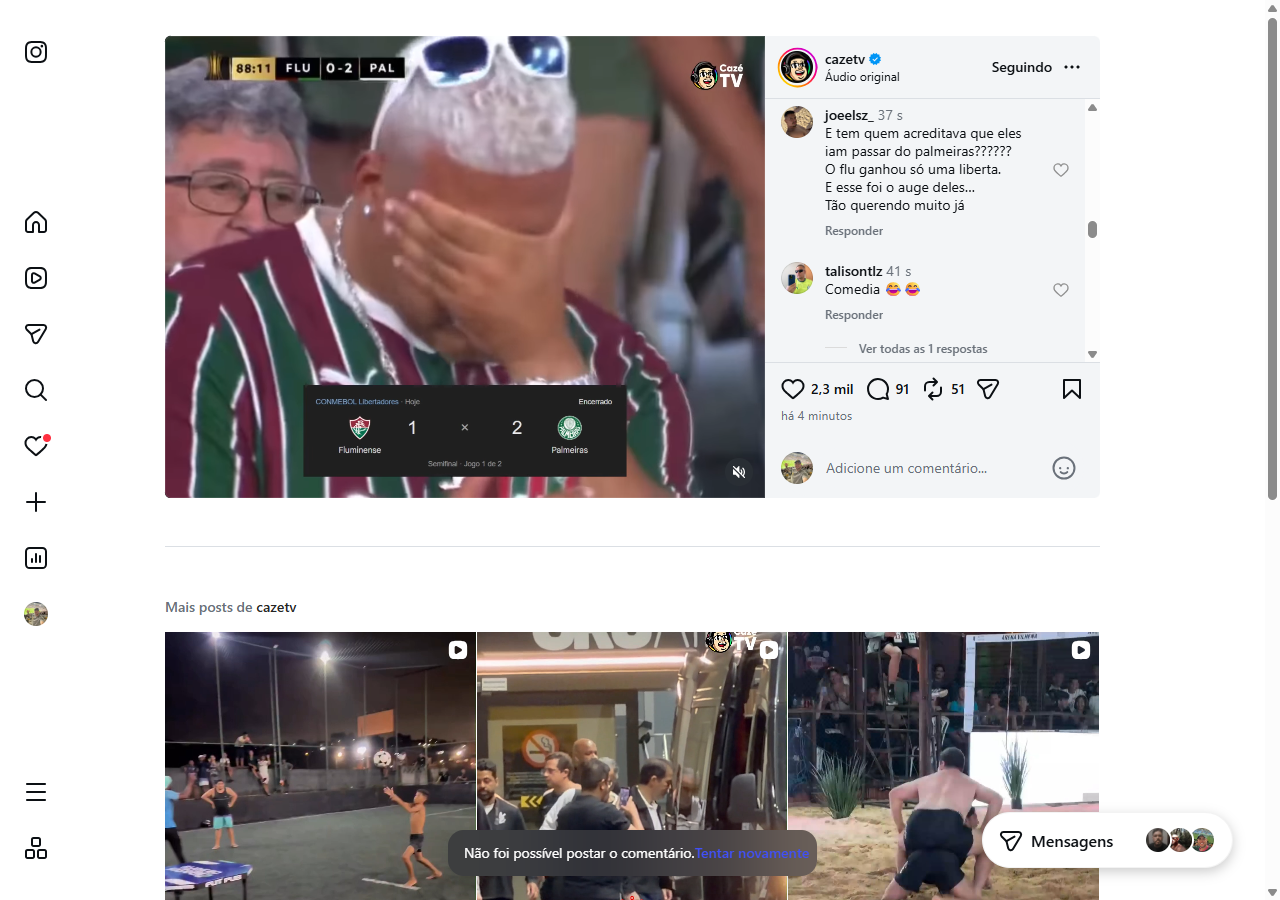 88:11 FLU 0-2 PAL
Cazé
TV
CONMEBOL Libertadores · Hoje
Encerrado
1 × 2
Fluminense
Palmeiras
Semifinal · Jogo 1 de 2
cazetv
Áudio original
Seguindo
joeelsz_ 37 s
E tem quem acreditava que eles
iam passar do palmeiras??????
O flu ganhou só uma liberta.
E esse foi o auge deles...
Tão querendo muito já
Responder
talisontlz 41 s
Comedia 😂😂
Responder
Ver todas as 1 respostas
2,3 mil
91
51
há 4 minutos
Adicione um comentário...
Mais posts de cazetv
TV
Não foi possível postar o comentário.Tentar novamente
Mensagens